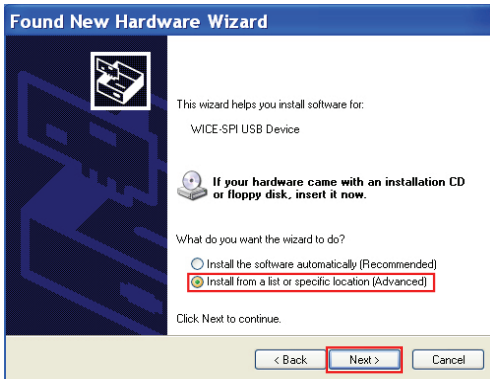 Found New Hardware Wizard
This wizard helps you install software for:
WICE-SPI USB Device
If your hardware came with an installation CD
or floppy disk, insert it now.
What do you want the wizard to do?
Install the software automatically (Recommended)
Install from a list or specific location (Advanced)
Click Next to continue.
< Back Next > Cancel